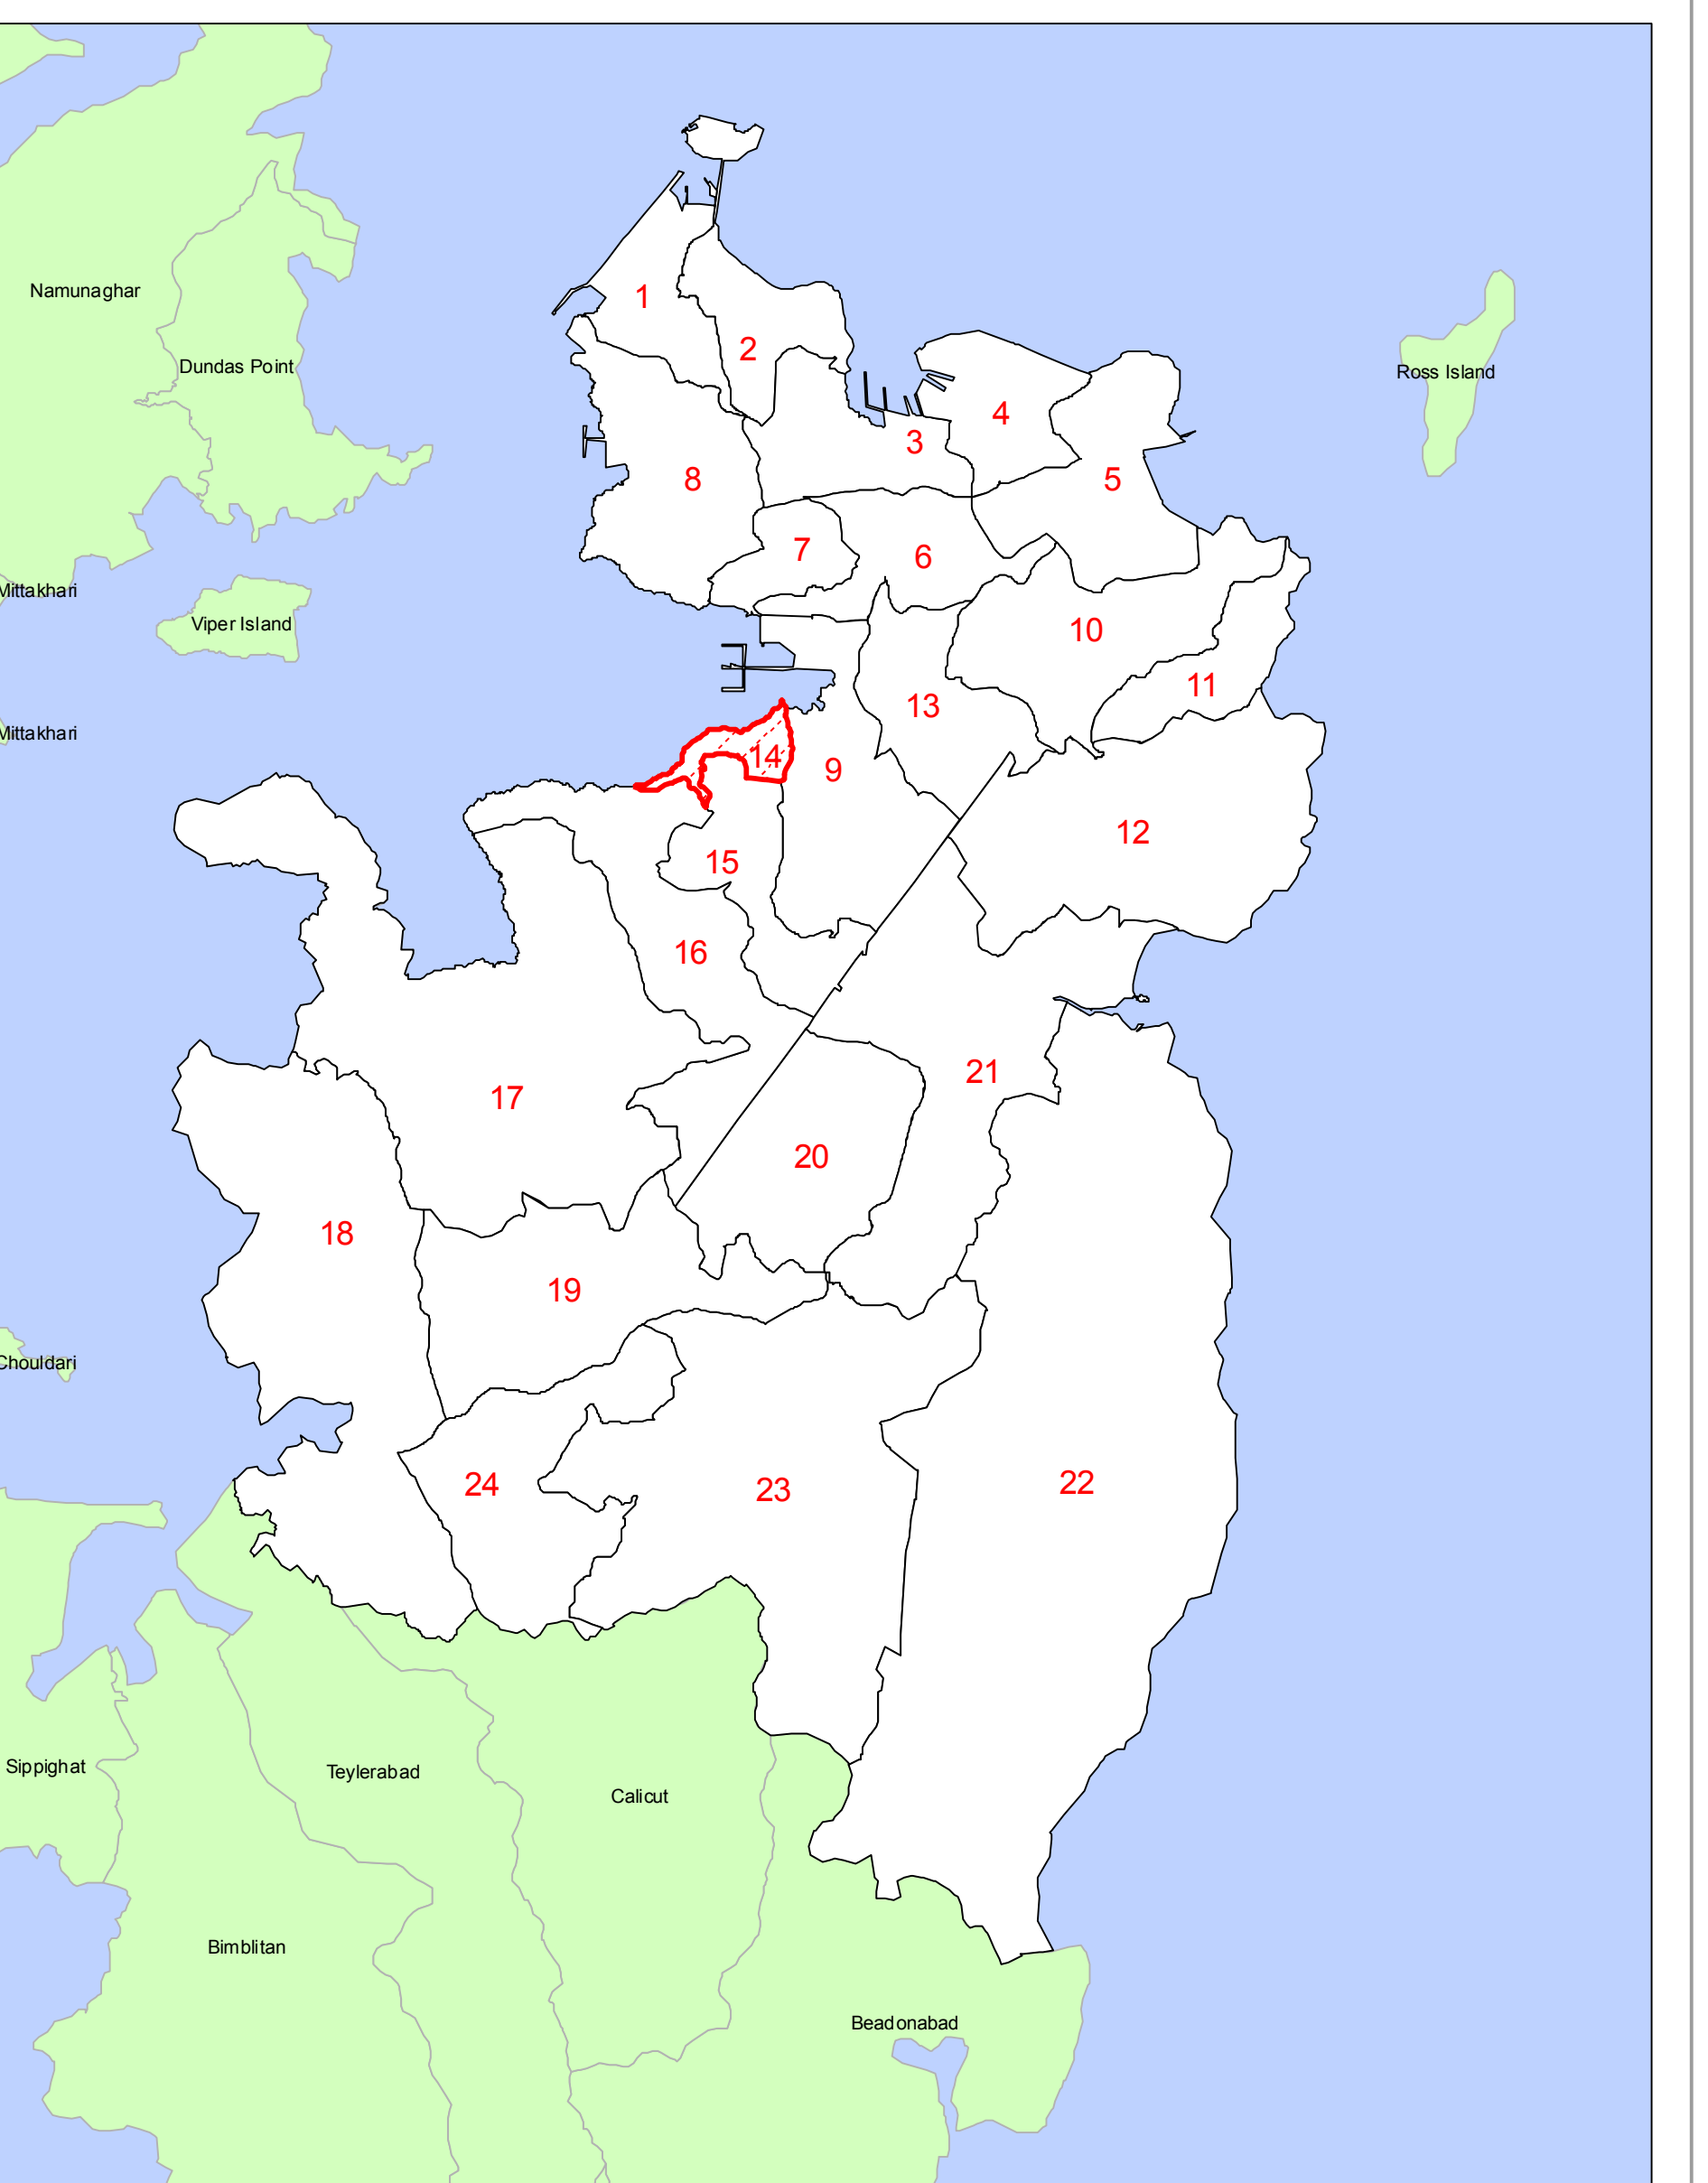 Namunaghar
1
2
Dundas Point
Ross Island
4
3
8
5
7
6
Mittakhari
Viper Island
10
11
13
Mittakhari
14
9
12
15
16
21
17
20
18
19
Chouldari
24
23
22
Sippighat
Teylerabad
Calicut
Bimblitan
Beadonabad